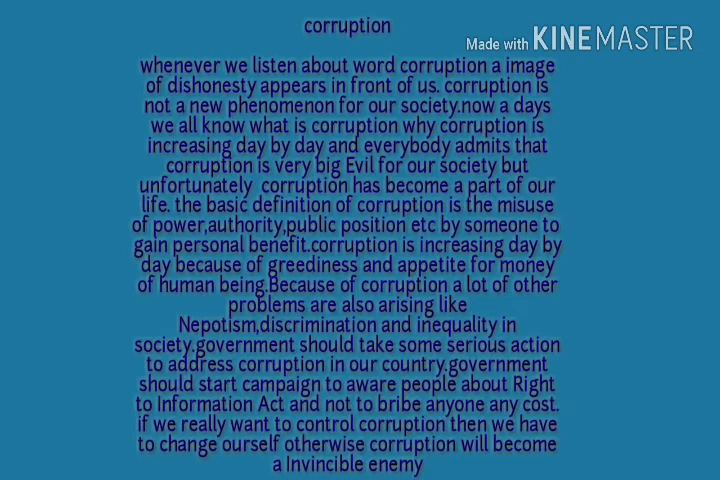 corruption
Made with KINEMASTER
whenever we listen about word corruption a image
of dishonesty appears in front of us. corruption is
not a new phenomenon for our society.now a days
we all know what is corruption why corruption is
increasing day by day and everybody admits that
corruption is very big Evil for our society but
unfortunately corruption has become a part of our
life. the basic definition of corruption is the misuse
of power,authority,public position etc by someone to
gain personal benefit.corruption is increasing day by
day because of greediness and appetite for money
of human being.Because of corruption a lot of other
problems are also arising like
Nepotism,discrimination and inequality in
society.government should take some serious action
to address corruption in our country.government
should start campaign to aware people about Right
to Information Act and not to bribe anyone any cost.
if we really want to control corruption then we have
to change ourself otherwise corruption will become
a Invincible enemy